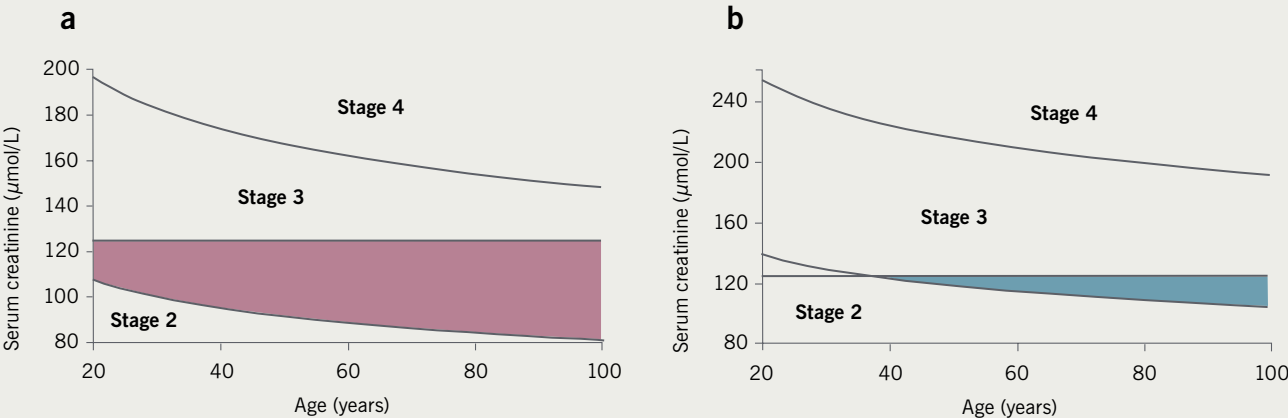 a
200
180
160
140
120
100
80
Serum creatinine (μmol/L)
Stage 4
Stage 3
Stage 2
20
40
60
80
100
Age (years)
b
240
200
160
120
80
Serum creatinine (μmol/L)
Stage 4
Stage 3
Stage 2
20
40
60
80
100
Age (years)